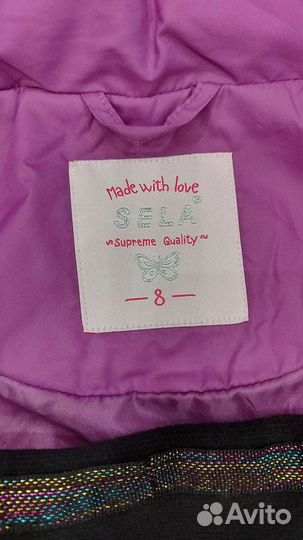 Made with love
SELA®
Supreme Quality
— 8 —
Avito